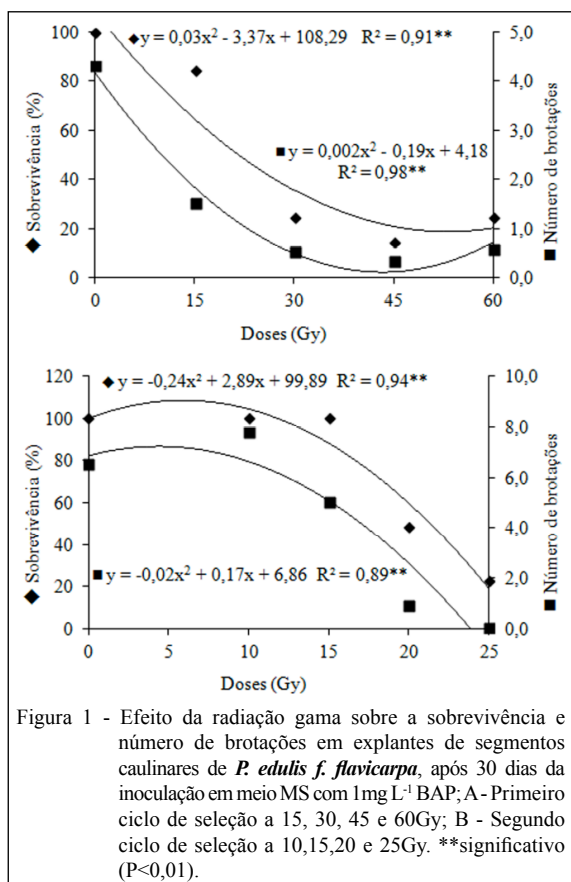 ◆y = 0,03x² - 3,37x + 108,29 R² = 0,91**
■y = 0,002x² - 0,19x + 4,18
R² = 0,98**
◆ Sobrevivência (%)
100
80
60
40
20
0
5,0
4,0
3,0
2,0
1,0
0,0
■ Número de brotações
0 15 30 45 60
Doses (Gy)
◆ y = -0,24x² + 2,89x + 99,89 R² = 0,94**
■ y = -0,02x² + 0,17x + 6,86 R² = 0,89**
◆ Sobrevivência (%)
120
100
80
60
40
20
0
10,0
8,0
6,0
4,0
2,0
0,0
■ Número de brotações
0 5 10 15 20 25
Doses (Gy)
Figura 1 - Efeito da radiação gama sobre a sobrevivência e
número de brotações em explantes de segmentos
caulinares de P. edulis f. flavicarpa, após 30 dias da
inoculação em meio MS com 1mg L⁻¹ BAP; A - Primeiro
ciclo de seleção a 15, 30, 45 e 60Gy; B - Segundo
ciclo de seleção a 10,15,20 e 25Gy. **significativo
(P<0,01).